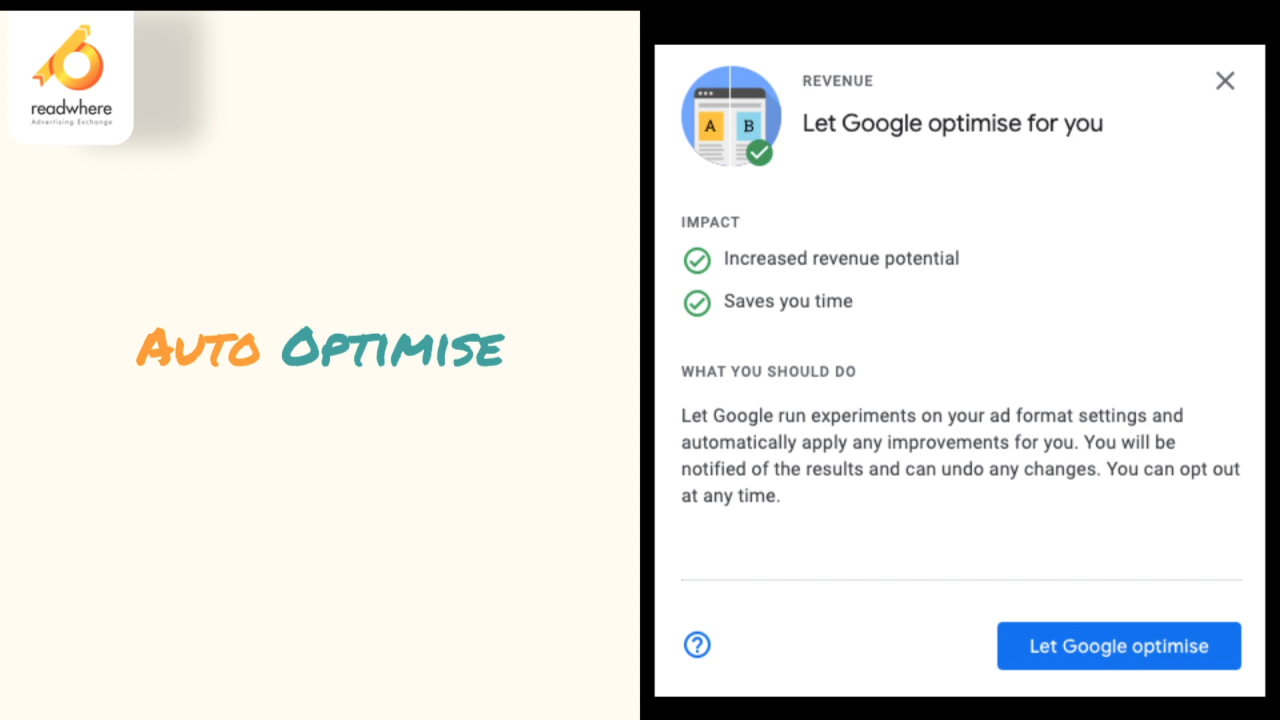 readwhere
Advertising Exchange
AUTO OPTIMISE
REVENUE
Let Google optimise for you
A B
IMPACT
Increased revenue potential
Saves you time
WHAT YOU SHOULD DO
Let Google run experiments on your ad format settings and
automatically apply any improvements for you. You will be
notified of the results and can undo any changes. You can opt out
at any time.
?
Let Google optimise